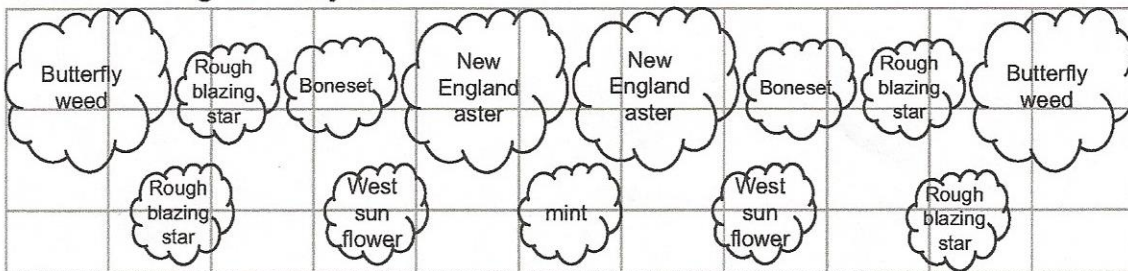 Butterfly
weed
Rough
blazing
star
Boneset
New
England
aster
New
England
aster
Boneset
Rough
blazing
star
Butterfly
weed
Rough
blazing
star
West
sun
flower
mint
West
sun
flower
Rough
blazing
star